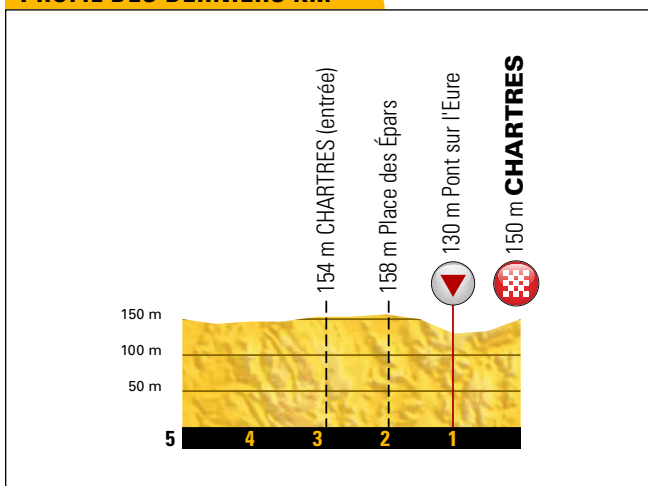 PROFIL DES DERNIERS KM
154 m CHARTRES (entrée)
158 m Place des Épars
130 m Pont sur l'Eure
150 m CHARTRES
150 m
100 m
50 m
5 4 3 2 1